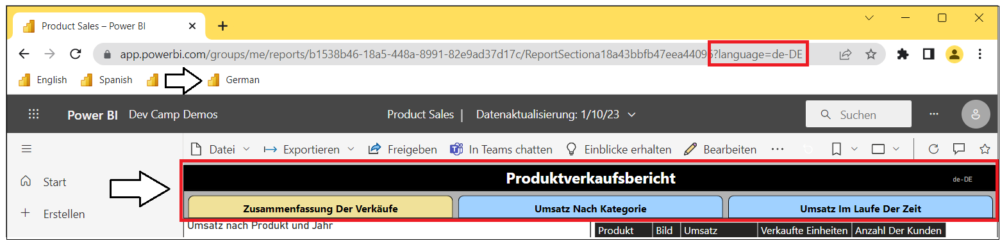 Product Sales – Power BI
app.powerbi.com/groups/me/reports/b1538b46-18a5-448a-8991-82e9ad37d17c/ReportSectiona18a43bbfb47eea44095?language=de-DE
English Spanish German
Power BI Dev Camp Demos Product Sales | Datenaktualisierung: 1/10/23 Suchen
Datei Exportieren Freigeben In Teams chatten Einblicke erhalten Bearbeiten
Start
Erstellen
Produktverkaufsbericht de-DE
Zusammenfassung Der Verkäufe Umsatz Nach Kategorie Umsatz Im Laufe Der Zeit
Umsatz nach Produkt und Jahr
Produkt Bild Umsatz Verkaufte Einheiten Anzahl Der Kunden